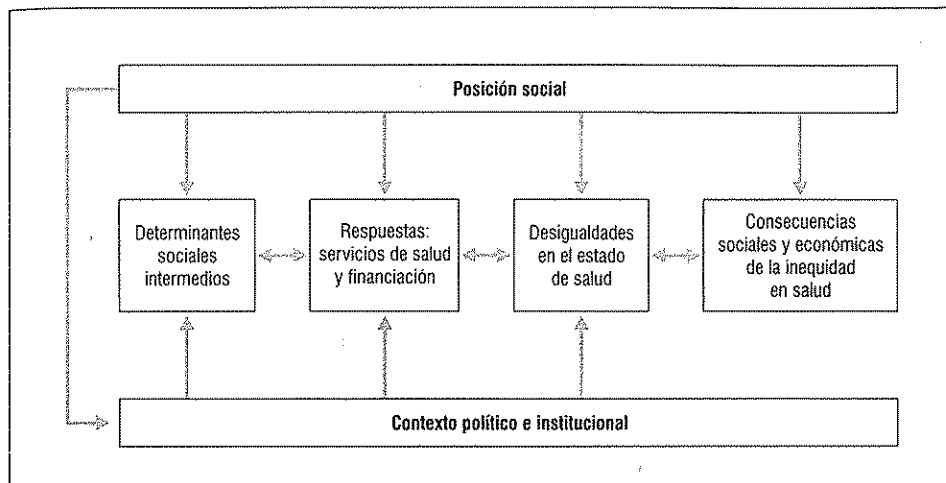 Posición social
Determinantes
sociales
intermedios
Respuestas:
servicios de salud
y financiación
Desigualdades
en el estado
de salud
Consecuencias
sociales y económicas
de la inequidad
en salud
Contexto político e institucional